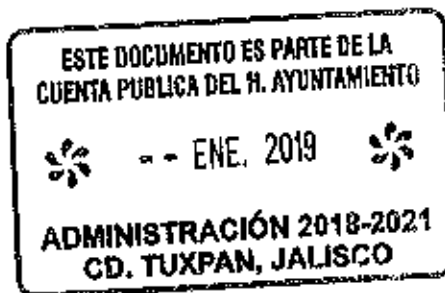 ESTE DOCUMENTO ES PARTE DE LA
CUENTA PUBLICA DEL H. AYUNTAMIENTO
-- ENE. 2019
ADMINISTRACIÓN 2018-2021
CD. TUXPAN, JALISCO